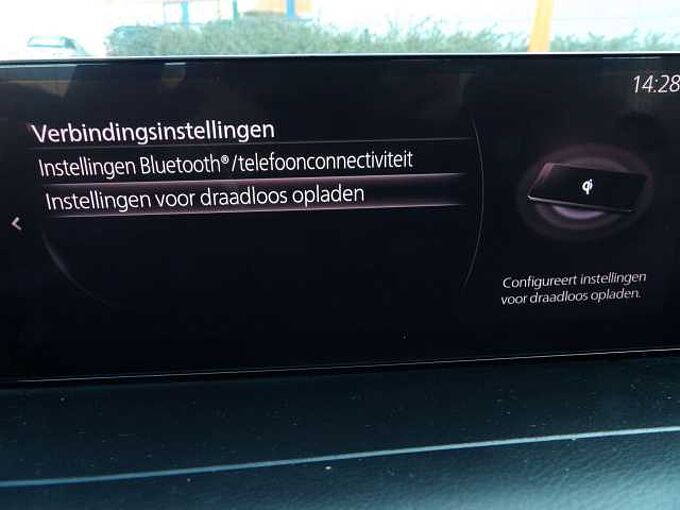 14:28
Verbindingsinstellingen
Instellingen Bluetooth®/telefoonconnectiviteit
Instellingen voor draadloos opladen
Configureert instellingen
voor draadloos opladen.